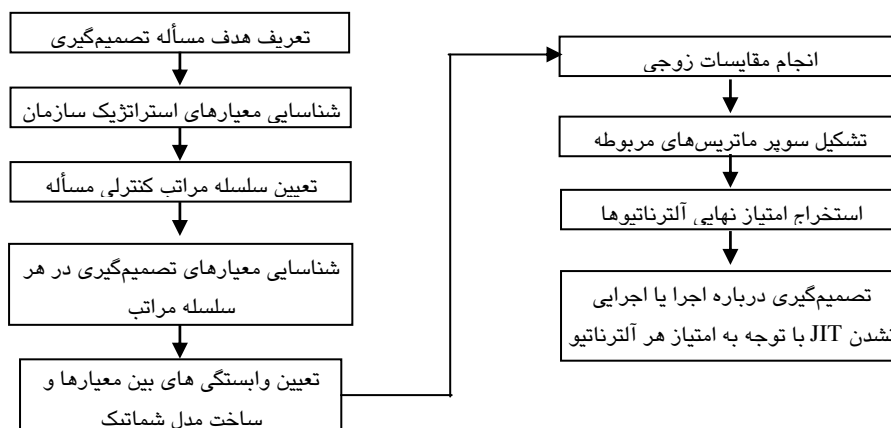 تعریف هدف مسأله تصمیم‌گیری
شناسایی معیارهای استراتژیک سازمان
تعیین سلسله مراتب کنترلی مسأله
شناسایی معیارهای تصمیم‌گیری در هر
سلسله مراتب
تعیین وابستگی های بین معیارها و
ساخت مدل شماتیک
انجام مقایسات زوجی
تشکیل سوپر ماتریس‌های مربوطه
استخراج امتیاز نهایی آلترناتیوها
تصمیم‌گیری درباره اجرا یا اجرایی
نشدن JIT با توجه به امتیاز هر آلترناتیو